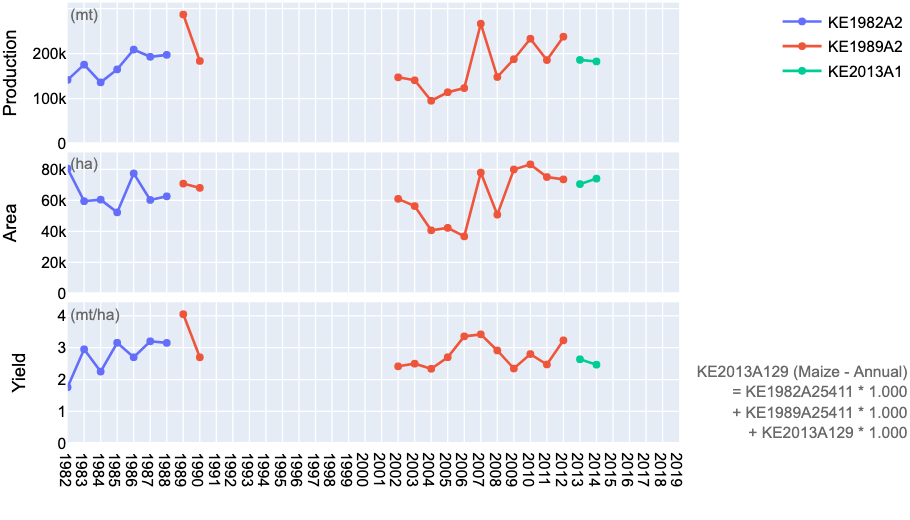 (mt)
Production
200k
100k
0
(ha)
Area
80k
60k
40k
20k
0
(mt/ha)
Yield
4
3
2
1
0
1982 1983 1984 1985 1986 1987 1988 1989 1990 1991 1992 1993 1994 1995 1996 1997 1998 1999 2000 2001 2002 2003 2004 2005 2006 2007 2008 2009 2010 2011 2012 2013 2014 2015 2016 2017 2018 2019
KE1982A2
KE1989A2
KE2013A1
KE2013A129 (Maize - Annual)
= KE1982A25411 * 1.000
+ KE1989A25411 * 1.000
+ KE2013A129 * 1.000